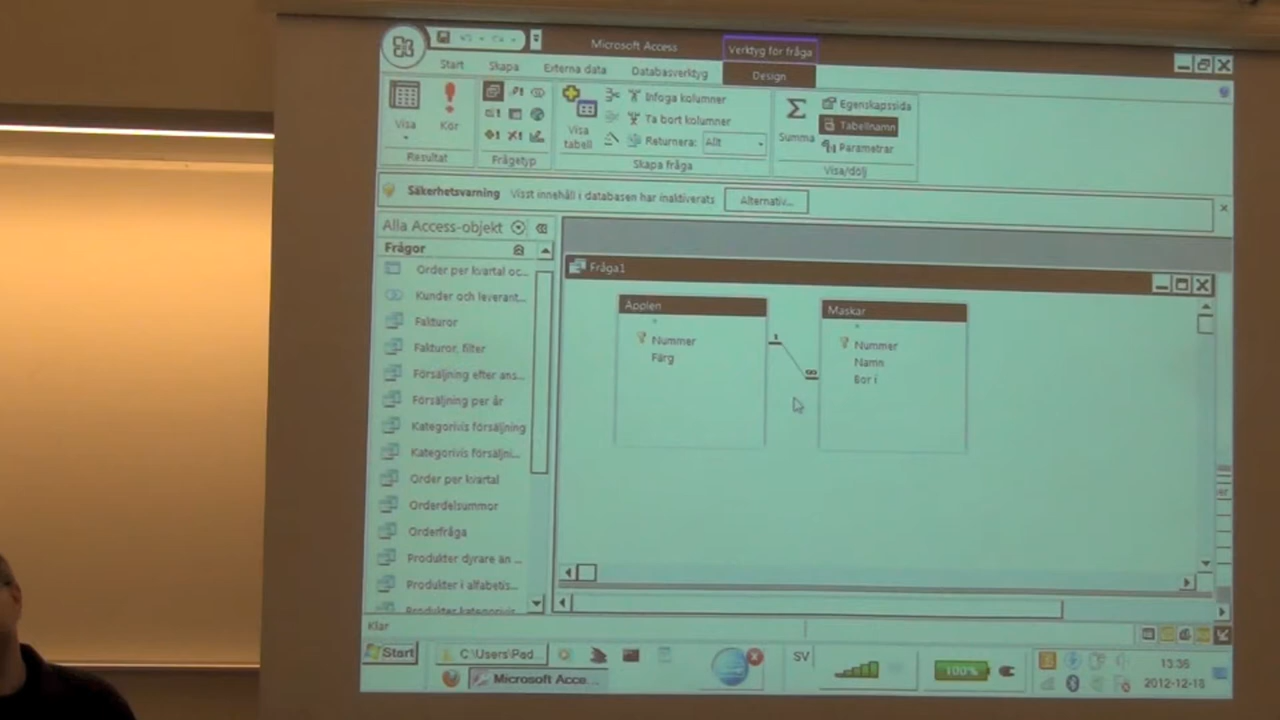 Microsoft Access
Verktyg för fråga
Start
Skapa
Externa data
Databasverktyg
Design
Visa
Kör
Resultat
Frågetyp
Visa
tabell
Infoga kolumner
Ta bort kolumner
Returnera: Allt
Skapa fråga
Summa
Egenskapssida
Tabellnamn
Parametrar
Visa/dölj
Säkerhetsvarning Visst innehåll i databasen har inaktiverats
Alternativ...
Alla Access-objekt
Frågor
Order per kvartal oc...
Kunder och leverant...
Fakturor
Fakturor, filter
Försäljning efter ans...
Försäljning per år
Kategorivis försäljning
Kategorivis försäljni...
Order per kvartal
Orderdelsummor
Orderfråga
Produkter dyrare än ...
Produkter i alfabetis...
Produkter kategorivis
Fråga1
Äpplen
*
Nummer
Färg
1
∞
Maskar
*
Nummer
Namn
Bor i
Klar
Start
C:\Users\Pad...
Microsoft Acce...
SV
100%
13:36
2012-12-18